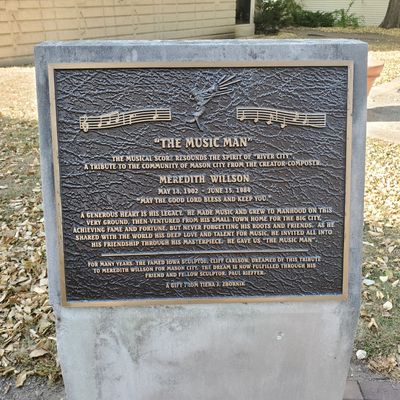 "THE MUSIC MAN"
THE MUSICAL SCORE RESOUNDS THE SPIRIT OF "RIVER CITY".
A TRIBUTE TO THE COMMUNITY OF MASON CITY FROM THE CREATOR-COMPOSER.
MEREDITH WILLSON
MAY 18, 1902 - JUNE 15, 1984
"MAY THE GOOD LORD BLESS AND KEEP YOU."
A GENEROUS HEART IS HIS LEGACY. HE MADE MUSIC AND GREW TO MANHOOD ON THIS
VERY GROUND, THEN VENTURED FROM HIS SMALL TOWN HOME FOR THE BIG CITY,
ACHIEVING FAME AND FORTUNE, BUT NEVER FORGETTING HIS ROOTS AND FRIENDS. AS HE
SHARED WITH THE WORLD HIS DEEP LOVE AND TALENT FOR MUSIC, HE INVITED ALL INTO
HIS FRIENDSHIP THROUGH HIS MASTERPIECE: HE GAVE US "THE MUSIC MAN".
FOR MANY YEARS, THE FAMED IOWA SCULPTOR, CLIFF CARLSON, DREAMED OF THIS TRIBUTE
TO MEREDITH WILLSON FOR MASON CITY. THE DREAM IS NOW FULFILLED THROUGH HIS
FRIEND AND FELLOW SCULPTOR, PAUL RIEFFER.
A GIFT FROM TIENA J. ZBORNIK